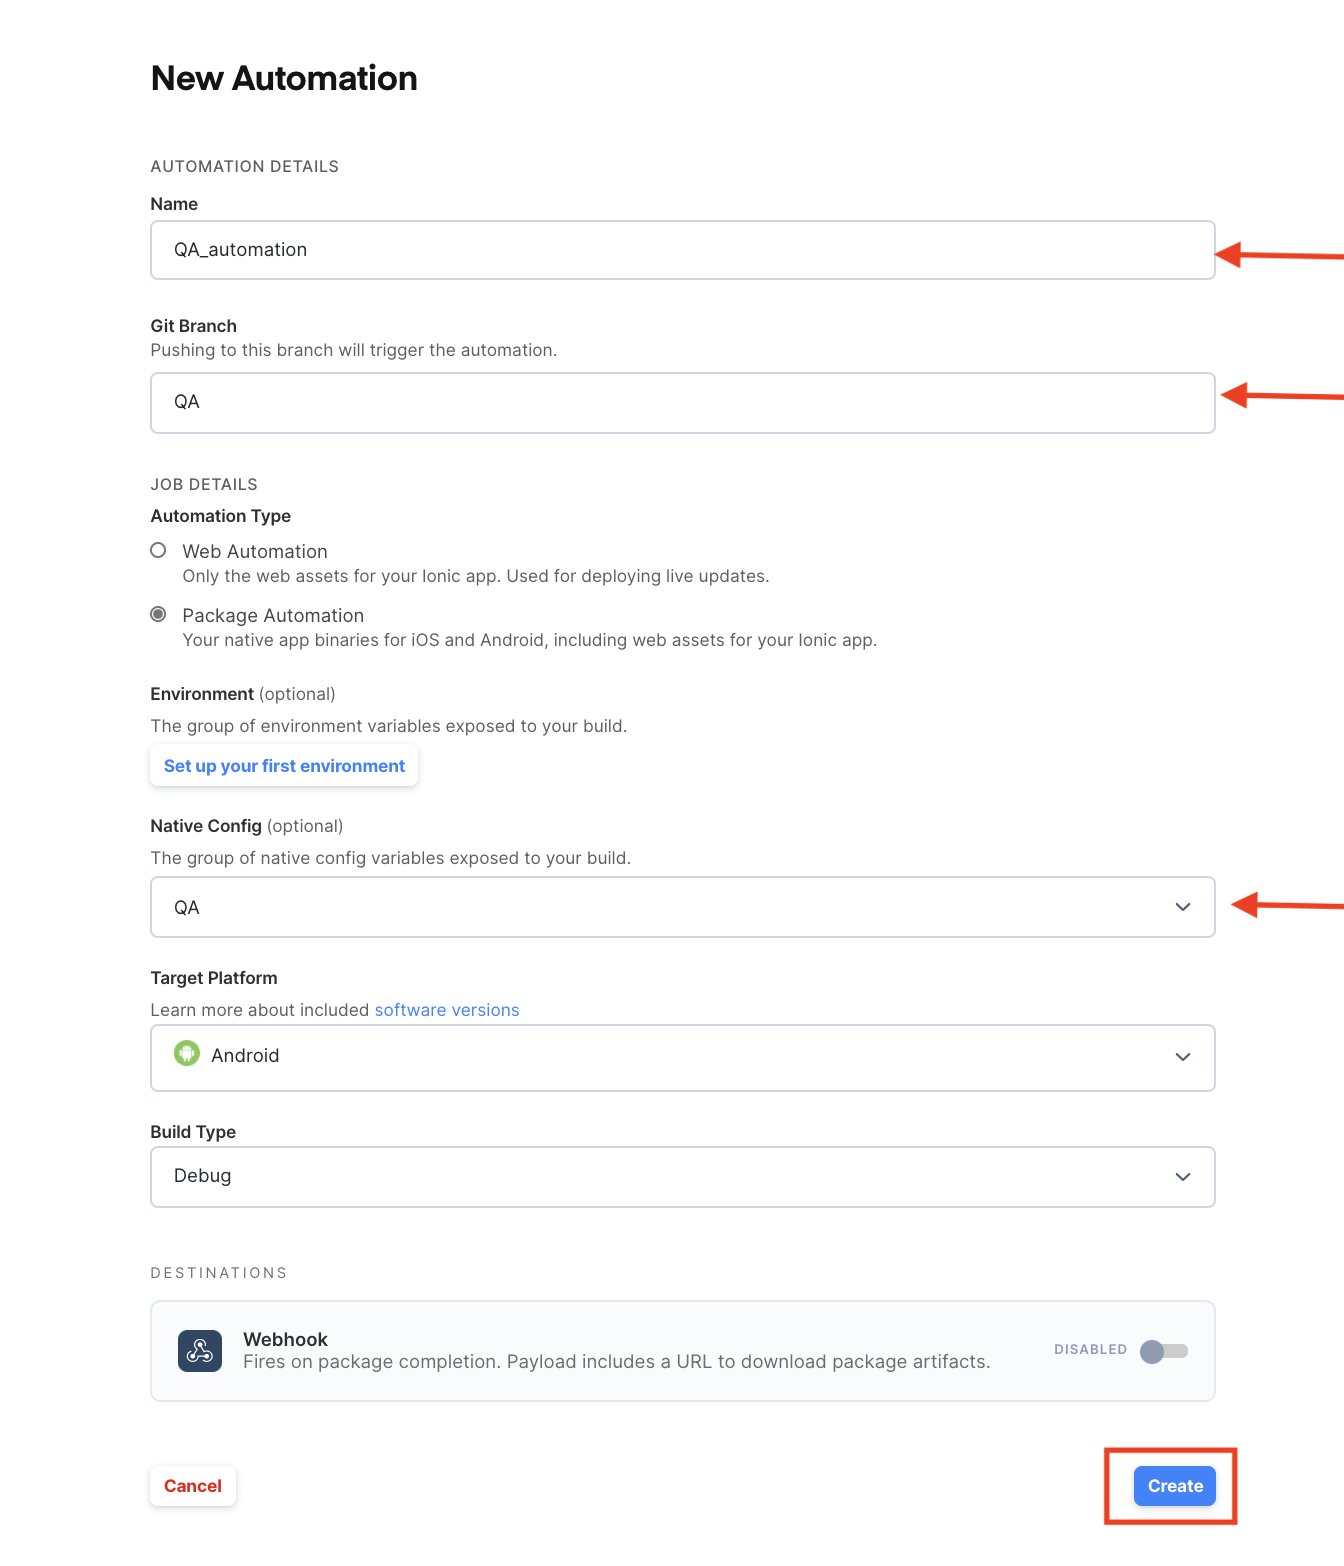 New Automation
AUTOMATION DETAILS
Name
QA_automation
Git Branch
Pushing to this branch will trigger the automation.
QA
JOB DETAILS
Automation Type
Web Automation
Only the web assets for your Ionic app. Used for deploying live updates.
Package Automation
Your native app binaries for iOS and Android, including web assets for your Ionic app.
Environment (optional)
The group of environment variables exposed to your build.
Set up your first environment
Native Config (optional)
The group of native config variables exposed to your build.
QA
Target Platform
Learn more about included software versions
Android
Build Type
Debug
DESTINATIONS
Webhook
Fires on package completion. Payload includes a URL to download package artifacts.
DISABLED
Cancel
Create